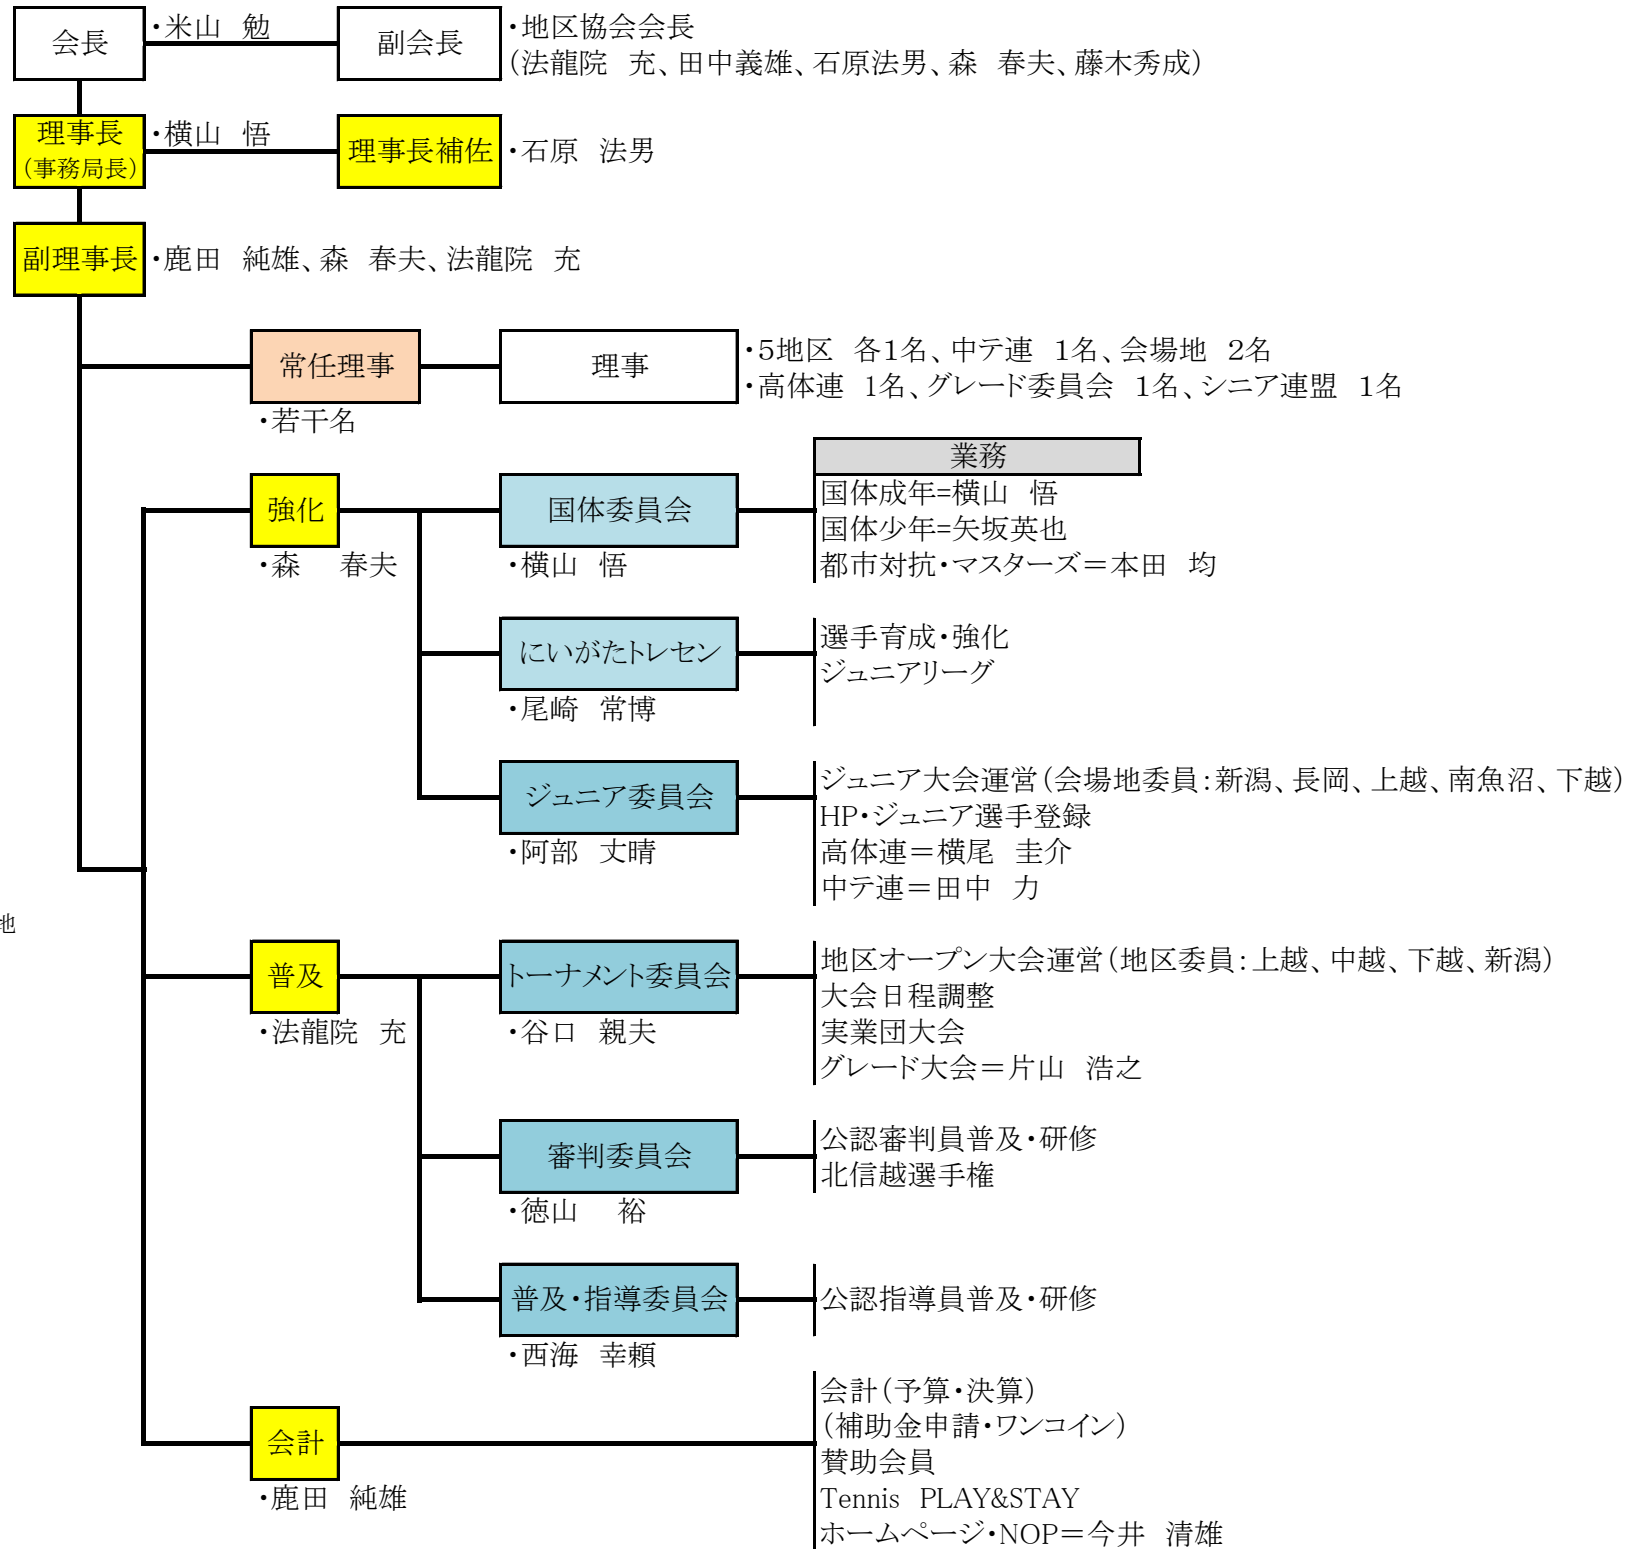 会長
・米山　勉
副会長
・地区協会会長
（法龍院　充、田中義雄、石原法男、森　春夫、藤木秀成）
理事長
（事務局長）
・横山　悟
理事長補佐
・石原　法男
副理事長
・鹿田　純雄、森　春夫、法龍院　充
常任理事
・若干名
理事
・５地区　各１名、中テ連　１名、会場地　２名
・高体連　１名、グレード委員会　１名、シニア連盟　１名
業務
強化
・森　　春夫
国体委員会
・横山　悟
国体成年=横山　悟
国体少年=矢坂英也
都市対抗・マスターズ＝本田　均
にいがたトレセン
・尾崎　常博
選手育成・強化
ジュニアリーグ
ジュニア委員会
・阿部　丈晴
ジュニア大会運営（会場地委員：新潟、長岡、上越、南魚沼、下越）
HP・ジュニア選手登録
高体連＝横尾　圭介
中テ連＝田中　力
地
普及
・法龍院　充
トーナメント委員会
・谷口　親夫
地区オープン大会運営（地区委員：上越、中越、下越、新潟）
大会日程調整
実業団大会
グレード大会＝片山　浩之
審判委員会
・徳山　　裕
公認審判員普及・研修
北信越選手権
普及・指導委員会
・西海　幸頼
公認指導員普及・研修
会計
・鹿田　純雄
会計（予算・決算）
（補助金申請・ワンコイン）
賛助会員
Tennis　PLAY&STAY
ホームページ・NOP＝今井　清雄